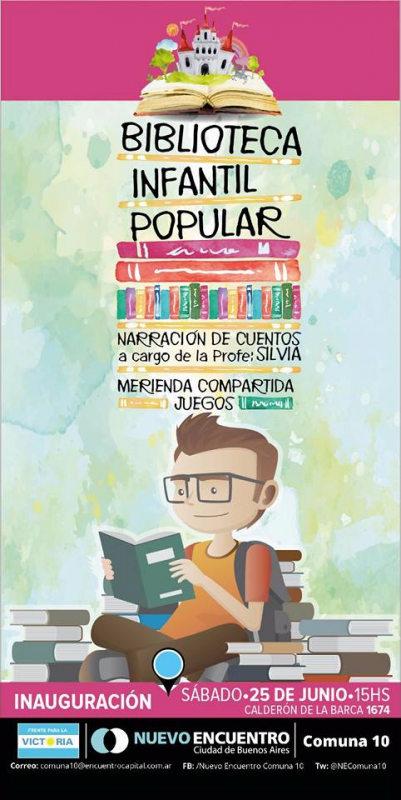 BIBLIOTECA
INFANTIL
POPULAR
NARRACIÓN DE CUENTOS
a cargo de la Profe: SILVIA
MERIENDA COMPARTIDA
JUEGOS
INAUGURACIÓN
SÁBADO•25 DE JUNIO•15HS
CALDERÓN DE LA BARCA 1674
FRENTE PARA LA
VICTORIA
NUEVO ENCUENTRO
Ciudad de Buenos Aires
Comuna 10
Correo: comuna10@encuentrocapital.com.ar FB: /Nuevo Encuentro Comuna 10 Tw: @NEComuna10